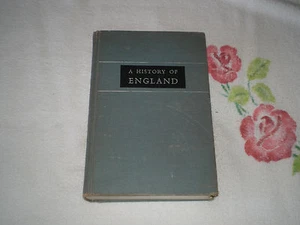 A HISTORY OF
ENGLAND